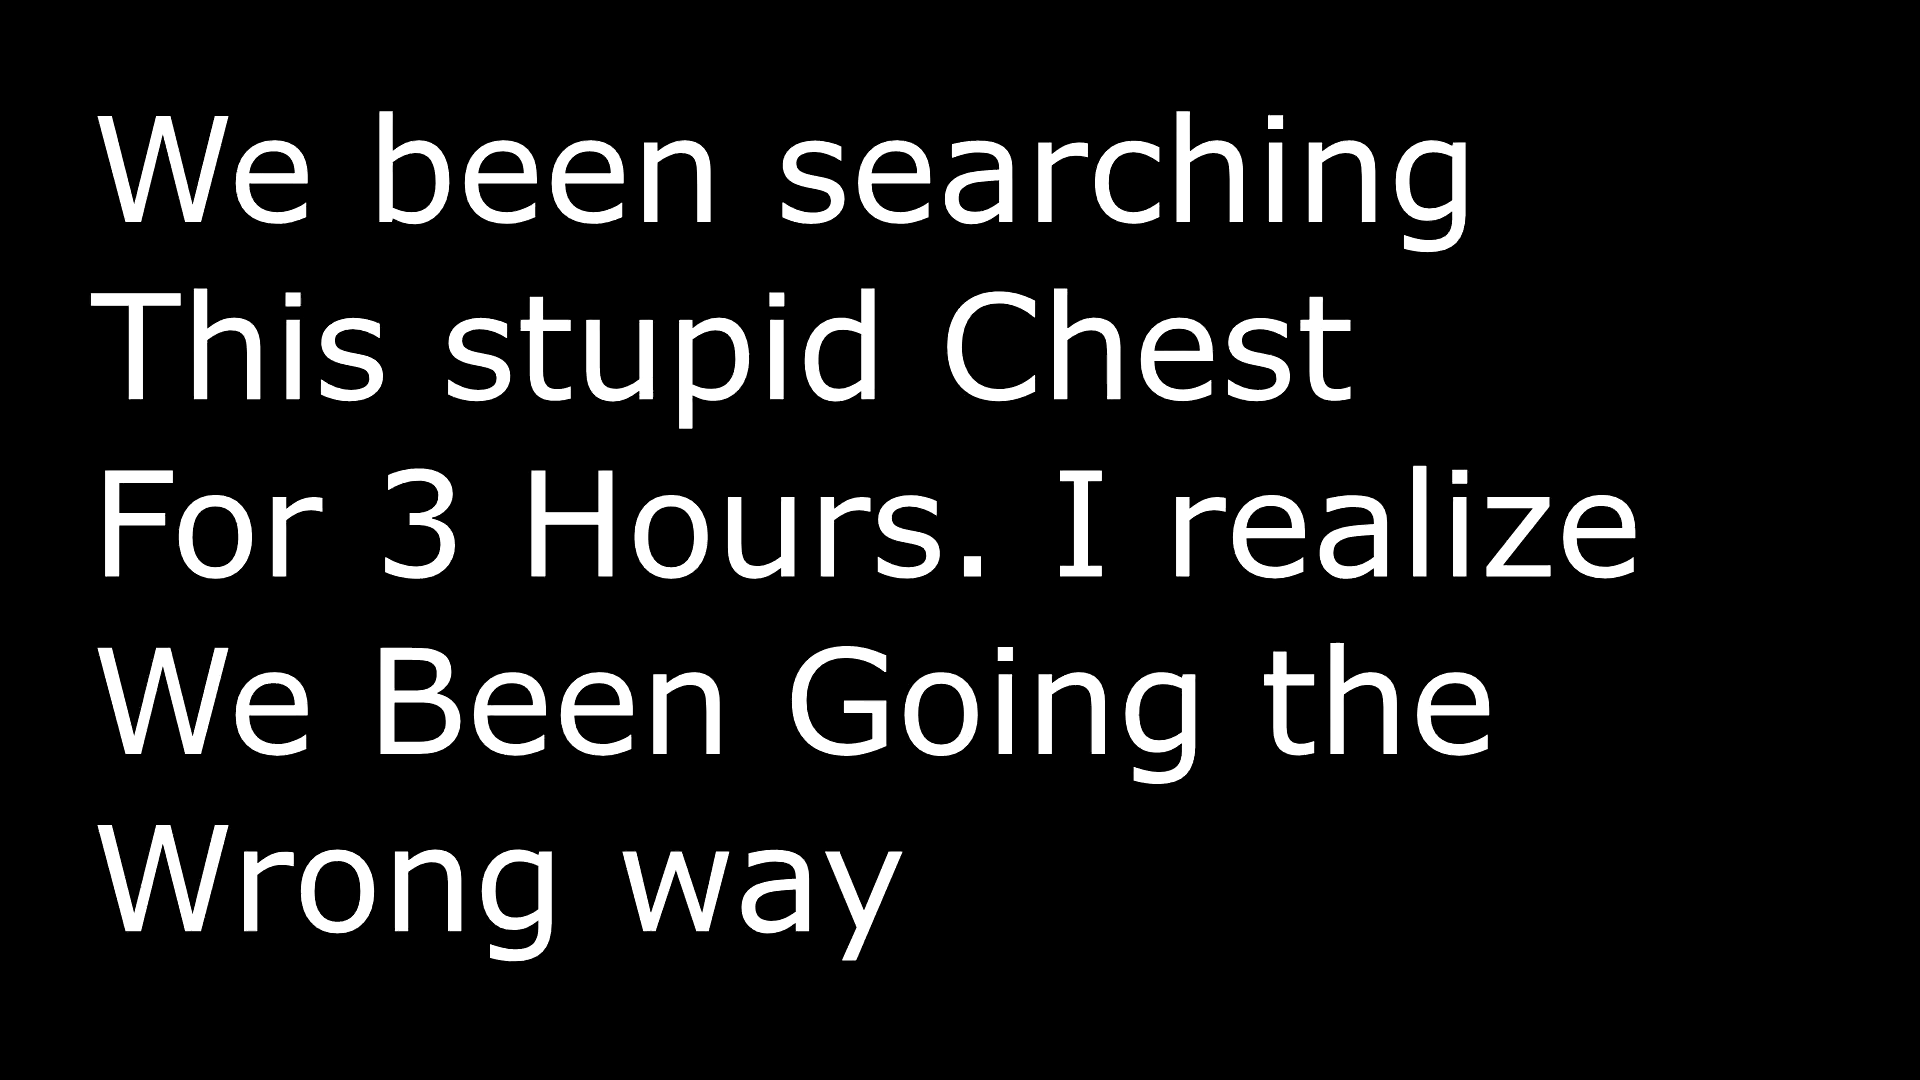 We been searching
This stupid Chest
For 3 Hours. I realize
We Been Going the
Wrong way